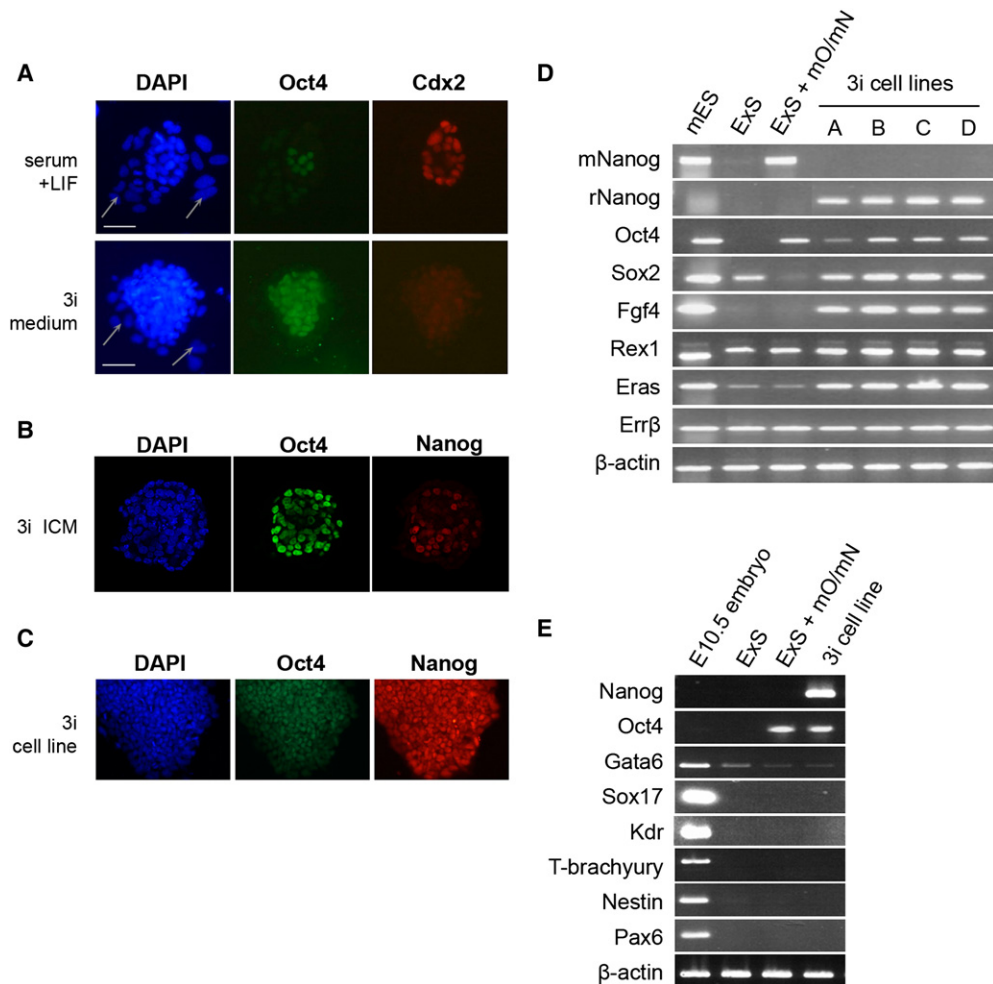 A
DAPI Oct4 Cdx2
serum
+LIF
3i
medium
B
DAPI Oct4 Nanog
3i ICM
C
DAPI Oct4 Nanog
3i
cell line
D
mES ExS ExS + mO/mN 3i cell lines
A B C D
mNanog
rNanog
Oct4
Sox2
Fgf4
Rex1
Eras
Errβ
β-actin
E
E10.5 embryo ExS ExS + mO/mN 3i cell line
Nanog
Oct4
Gata6
Sox17
Kdr
T-brachyury
Nestin
Pax6
β-actin